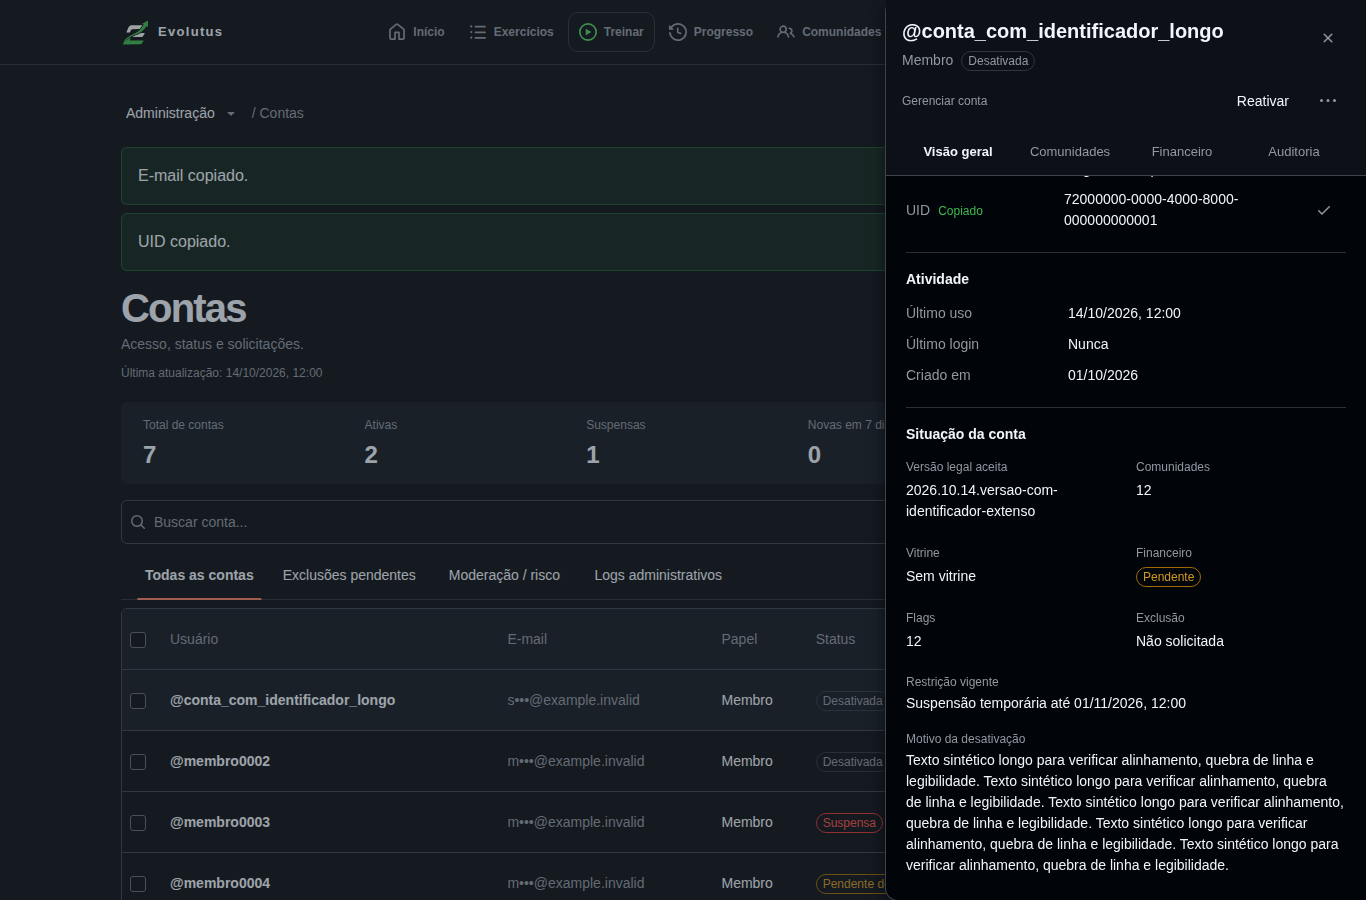 Evolutus
Início
Exercícios
Treinar
Progresso
Comunidades
Administração
/ Contas
E-mail copiado.
UID copiado.
Contas
Acesso, status e solicitações.
Última atualização: 14/10/2026, 12:00
Total de contas
7
Ativas
2
Suspensas
1
Novas em 7 di
0
Buscar conta...
Todas as contas
Exclusões pendentes
Moderação / risco
Logs administrativos
Usuário E-mail Papel Status
@conta_com_identificador_longo s•••@example.invalid Membro Desativada
@membro0002 m•••@example.invalid Membro Desativada
@membro0003 m•••@example.invalid Membro Suspensa
@membro0004 m•••@example.invalid Membro Pendente d
@conta_com_identificador_longo
Membro Desativada
Gerenciar conta
Reativar
Visão geral
Comunidades
Financeiro
Auditoria
UID Copiado
72000000-0000-4000-8000-
000000000001
Atividade
Último uso 14/10/2026, 12:00
Último login Nunca
Criado em 01/10/2026
Situação da conta
Versão legal aceita
2026.10.14.versao-com-
identificador-extenso
Comunidades
12
Vitrine
Sem vitrine
Financeiro
Pendente
Flags
12
Exclusão
Não solicitada
Restrição vigente
Suspensão temporária até 01/11/2026, 12:00
Motivo da desativação
Texto sintético longo para verificar alinhamento, quebra de linha e
legibilidade. Texto sintético longo para verificar alinhamento, quebra
de linha e legibilidade. Texto sintético longo para verificar alinhamento,
quebra de linha e legibilidade. Texto sintético longo para verificar
alinhamento, quebra de linha e legibilidade. Texto sintético longo para
verificar alinhamento, quebra de linha e legibilidade.